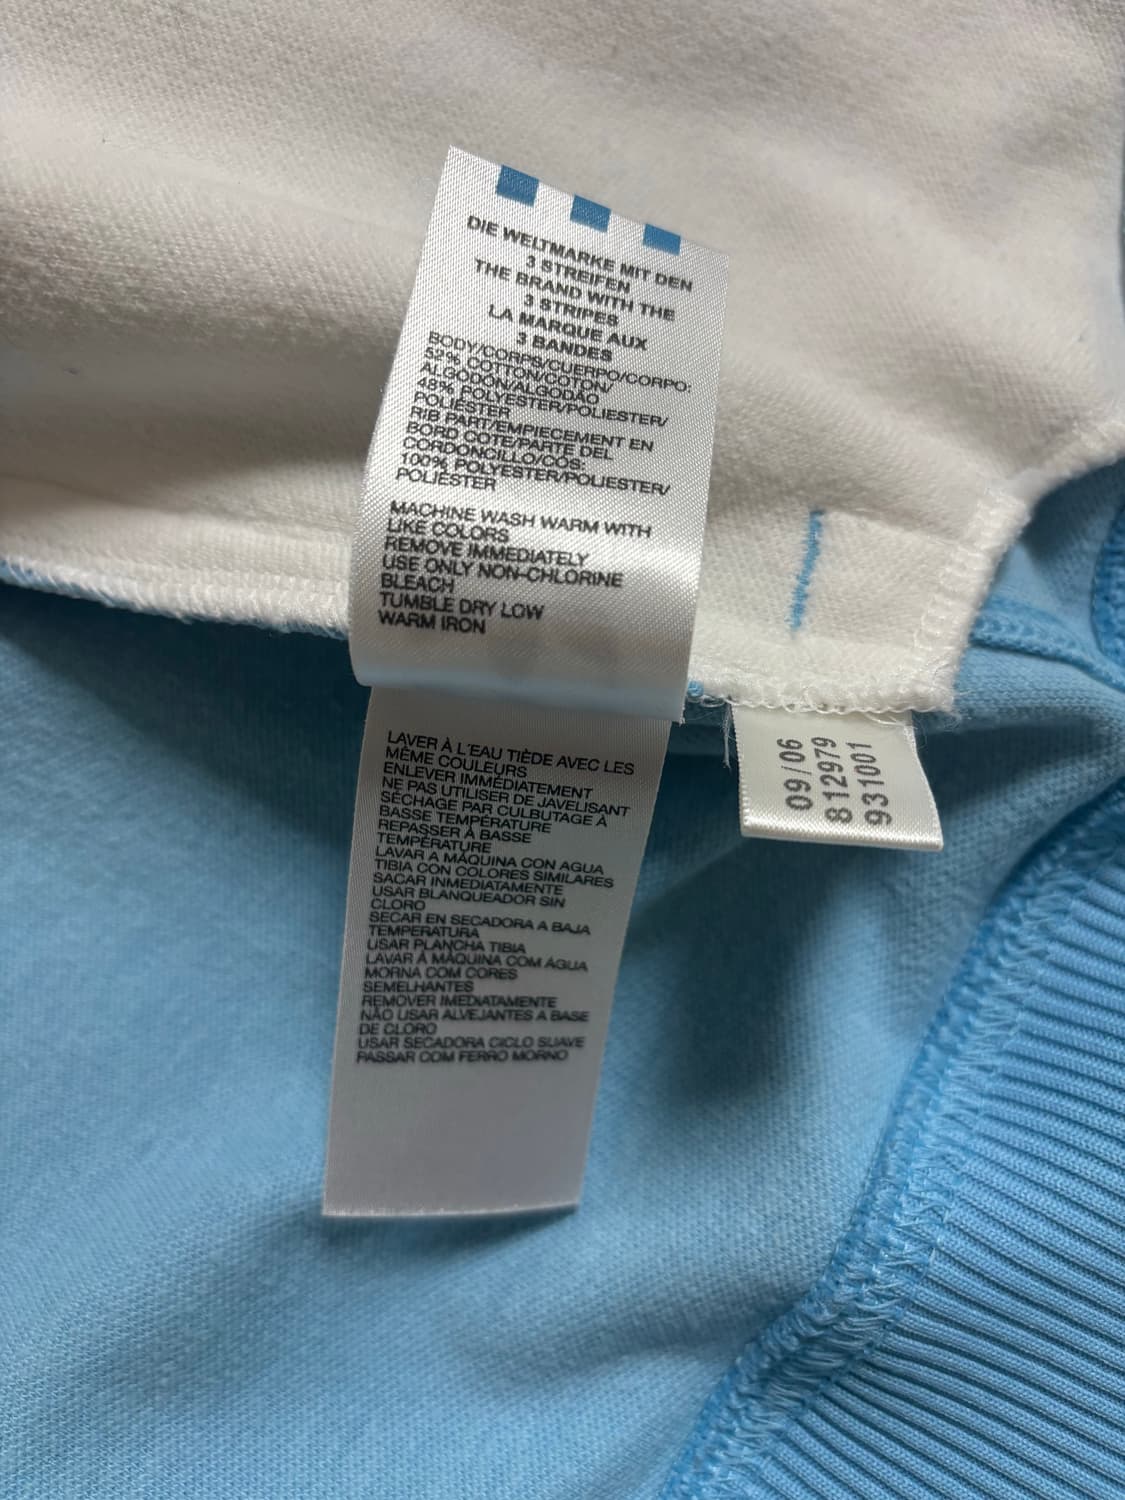 DIE WELTMARKE MIT DEN
3 STREIFEN
THE BRAND WITH THE
3 STRIPES
LA MARQUE AUX
3 BANDES
BODY/CORPS/CUERPO/CORPO:
52% COTTON/COTON/
ALGODÓN/ALGODÃO
48% POLYESTER/POLIESTER/
POLIÉSTER
RIB PART/EMPIECEMENT EN
BORD COTE/PARTE DEL
CORDONCILLO/CÓS:
100% POLYESTER/POLIESTER/
POLIÉSTER
MACHINE WASH WARM WITH
LIKE COLORS
REMOVE IMMEDIATELY
USE ONLY NON-CHLORINE
BLEACH
TUMBLE DRY LOW
WARM IRON
LAVER À L'EAU TIÈDE AVEC LES
MÊME COULEURS
ENLEVER IMMÉDIATEMENT
NE PAS UTILISER DE JAVELISANT
SÉCHAGE PAR CULBUTAGE À
BASSE TEMPÉRATURE
REPASSER À BASSE
TEMPÉRATURE
LAVAR A MÁQUINA CON AGUA
TIBIA CON COLORES SIMILARES
SACAR INMEDIATAMENTE
USAR BLANQUEADOR SIN
CLORO
SECAR EN SECADORA A BAJA
TEMPERATURA
USAR PLANCHA TIBIA
LAVAR À MÁQUINA COM ÁGUA
MORNA COM CORES
SEMELHANTES
REMOVER IMEDIATAMENTE
NÃO USAR ALVEJANTES A BASE
DE CLORO
USAR SECADORA CICLO SUAVE
PASSAR COM FERRO MORNO
09/06
812979
931001